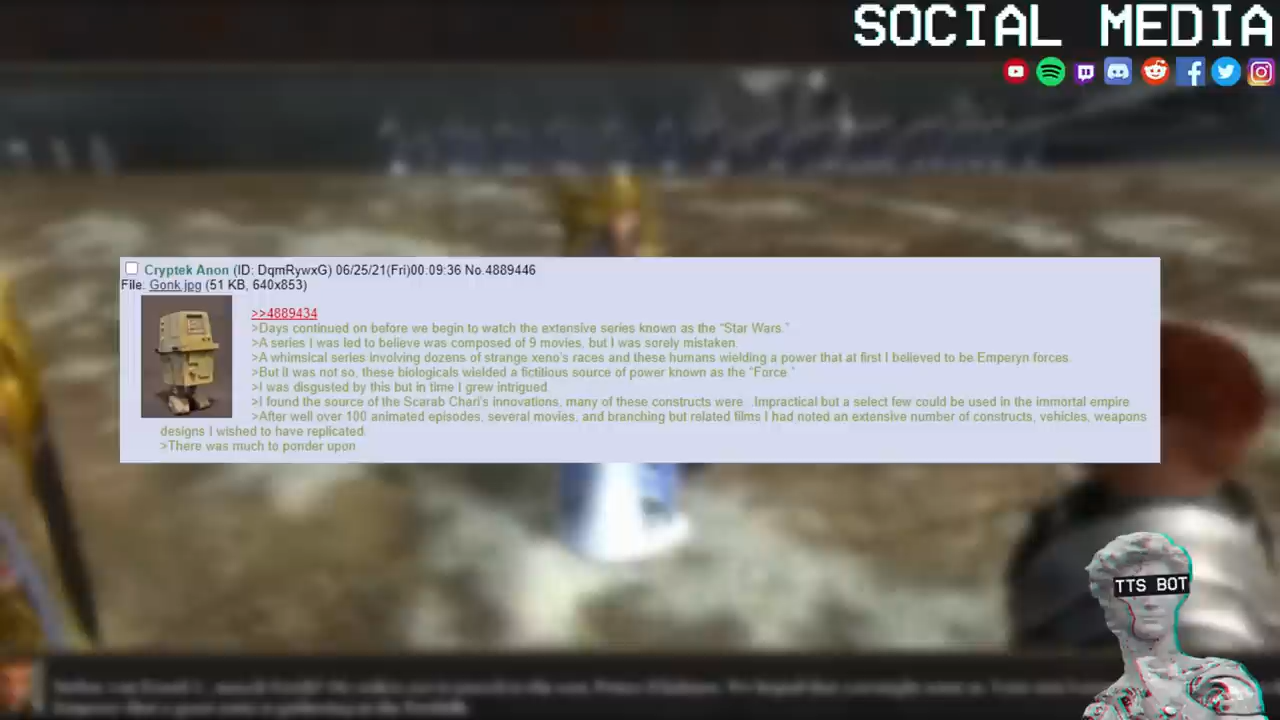 SOCIAL MEDIA
Cryptek Anon (ID: DqmRywxG) 06/25/21(Fri)00:09:36 No.4889446
File: Gonk.jpg (51 KB, 640x853)
>>4889434
>Days continued on before we begin to watch the extensive series known as the “Star Wars.”
>A series I was led to believe was composed of 9 movies, but I was sorely mistaken.
>A whimsical series involving dozens of strange xeno's races and these humans wielding a power that at first I believed to be Emperyn forces.
>But it was not so, these biologicals wielded a fictitious source of power known as the “Force.”
>I was disgusted by this but in time I grew intrigued.
>I found the source of the Scarab Chari's innovations, many of these constructs were...Impractical but a select few could be used in the immortal empire
>After well over 100 animated episodes, several movies, and branching but related films I had noted an extensive number of constructs, vehicles, weapons
designs I wished to have replicated.
>There was much to ponder upon
TTS BOT